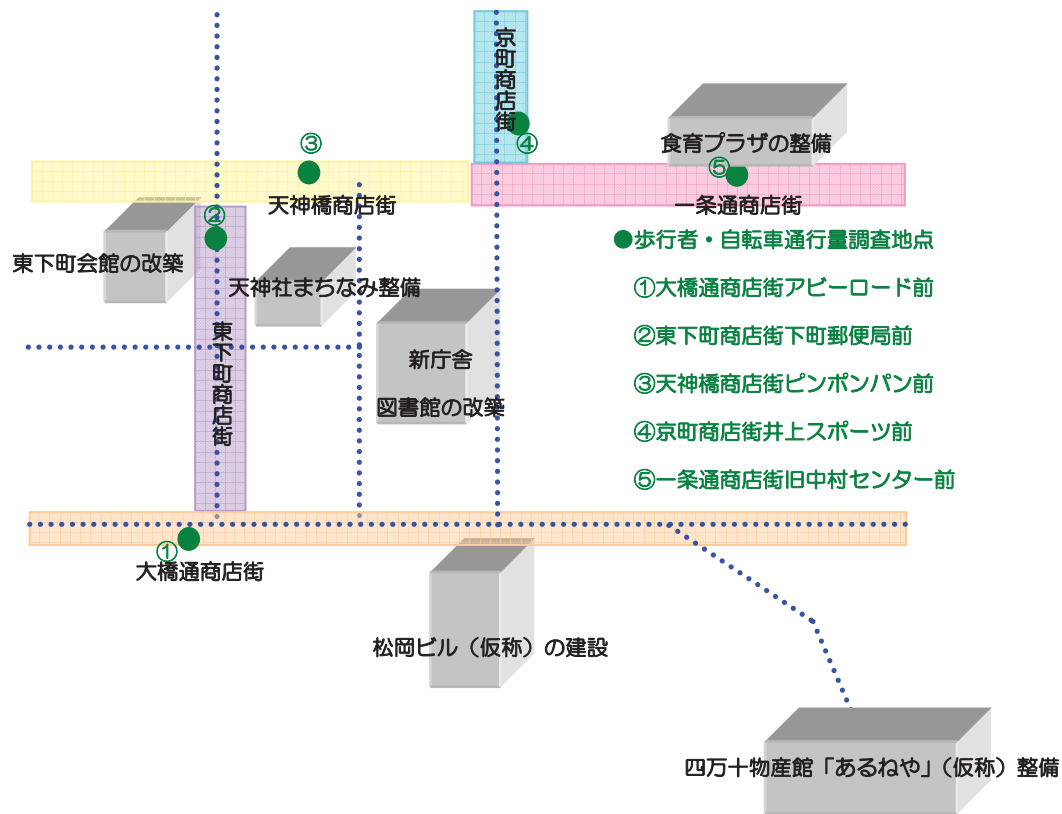 京町商店街
食育プラザの整備
③
④
⑤
天神橋商店街
一条通商店街
②
●歩行者・自転車通行量調査地点
東下町会館の改築
天神社まちなみ整備
①大橋通商店街アビーロード前
東下町商店街
②東下町商店街下町郵便局前
新庁舎
図書館の改築
③天神橋商店街ピンポンパン前
④京町商店街井上スポーツ前
⑤一条通商店街旧中村センター前
①
大橋通商店街
松岡ビル（仮称）の建設
四万十物産館「あるねや」（仮称）整備